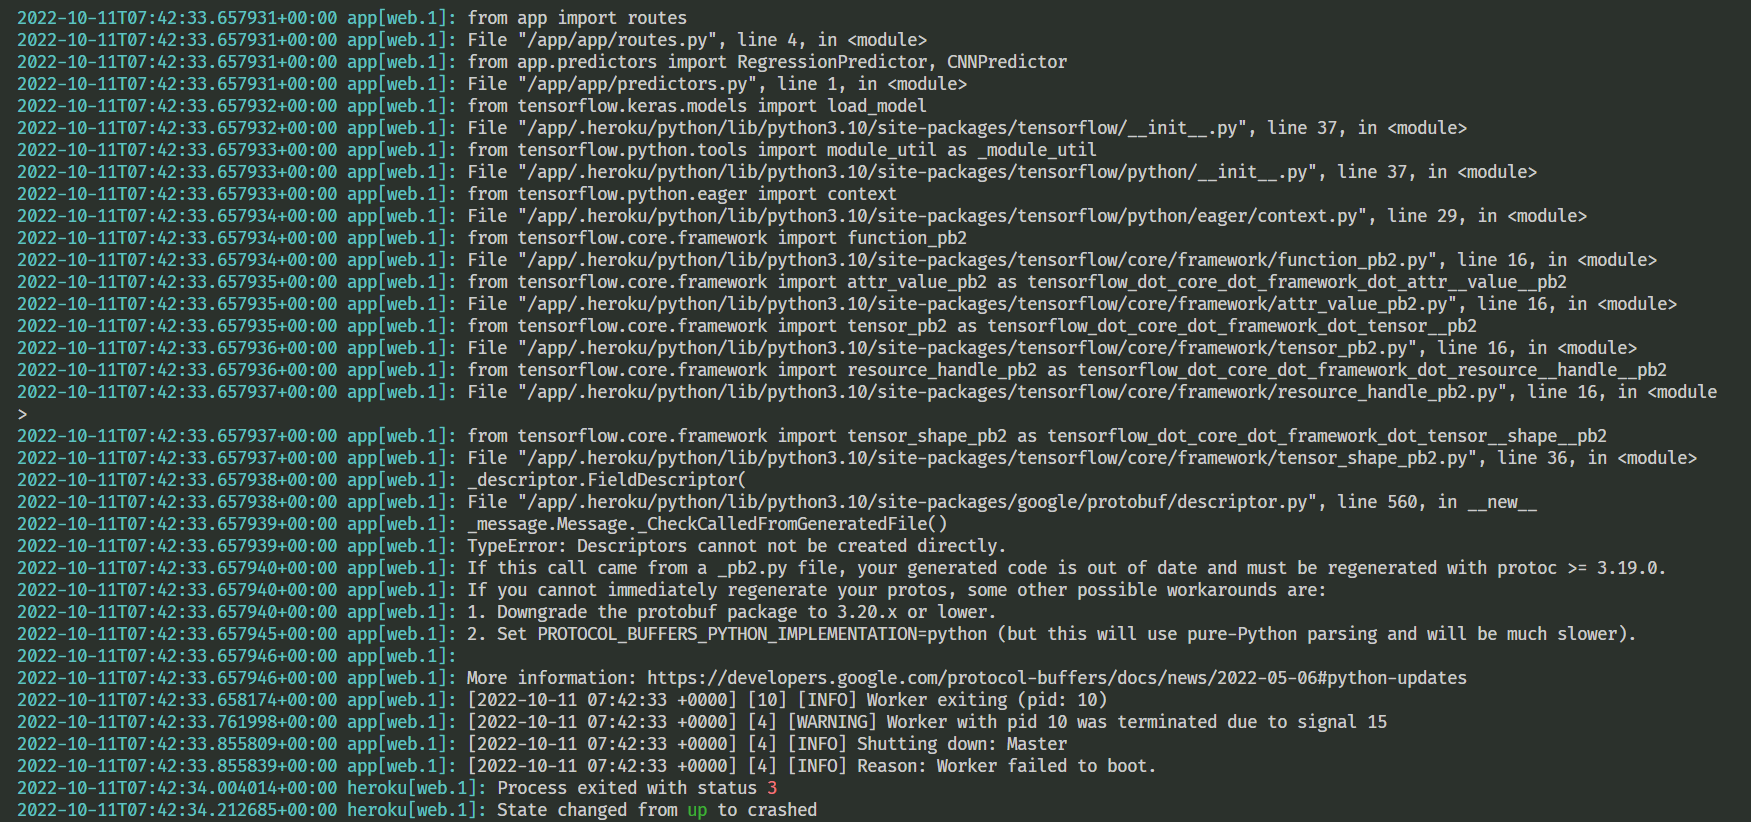 2022-10-11T07:42:33.657931+00:00 app[web.1]: from app import routes
2022-10-11T07:42:33.657931+00:00 app[web.1]: File "/app/app/routes.py", line 4, in <module>
2022-10-11T07:42:33.657931+00:00 app[web.1]: from app.predictors import RegressionPredictor, CNNPredictor
2022-10-11T07:42:33.657931+00:00 app[web.1]: File "/app/app/predictors.py", line 1, in <module>
2022-10-11T07:42:33.657932+00:00 app[web.1]: from tensorflow.keras.models import load_model
2022-10-11T07:42:33.657932+00:00 app[web.1]: File "/app/.heroku/python/lib/python3.10/site-packages/tensorflow/__init__.py", line 37, in <module>
2022-10-11T07:42:33.657933+00:00 app[web.1]: from tensorflow.python.tools import module_util as _module_util
2022-10-11T07:42:33.657933+00:00 app[web.1]: File "/app/.heroku/python/lib/python3.10/site-packages/tensorflow/python/__init__.py", line 37, in <module>
2022-10-11T07:42:33.657933+00:00 app[web.1]: from tensorflow.python.eager import context
2022-10-11T07:42:33.657934+00:00 app[web.1]: File "/app/.heroku/python/lib/python3.10/site-packages/tensorflow/python/eager/context.py", line 29, in <module>
2022-10-11T07:42:33.657934+00:00 app[web.1]: from tensorflow.core.framework import function_pb2
2022-10-11T07:42:33.657934+00:00 app[web.1]: File "/app/.heroku/python/lib/python3.10/site-packages/tensorflow/core/framework/function_pb2.py", line 16, in <module>
2022-10-11T07:42:33.657935+00:00 app[web.1]: from tensorflow.core.framework import attr_value_pb2 as tensorflow_dot_core_dot_framework_dot_attr__value__pb2
2022-10-11T07:42:33.657935+00:00 app[web.1]: File "/app/.heroku/python/lib/python3.10/site-packages/tensorflow/core/framework/attr_value_pb2.py", line 16, in <module>
2022-10-11T07:42:33.657935+00:00 app[web.1]: from tensorflow.core.framework import tensor_pb2 as tensorflow_dot_core_dot_framework_dot_tensor__pb2
2022-10-11T07:42:33.657936+00:00 app[web.1]: File "/app/.heroku/python/lib/python3.10/site-packages/tensorflow/core/framework/tensor_pb2.py", line 16, in <module>
2022-10-11T07:42:33.657936+00:00 app[web.1]: from tensorflow.core.framework import resource_handle_pb2 as tensorflow_dot_core_dot_framework_dot_resource__handle__pb2
2022-10-11T07:42:33.657937+00:00 app[web.1]: File "/app/.heroku/python/lib/python3.10/site-packages/tensorflow/core/framework/resource_handle_pb2.py", line 16, in <module
>
2022-10-11T07:42:33.657937+00:00 app[web.1]: from tensorflow.core.framework import tensor_shape_pb2 as tensorflow_dot_core_dot_framework_dot_tensor__shape__pb2
2022-10-11T07:42:33.657937+00:00 app[web.1]: File "/app/.heroku/python/lib/python3.10/site-packages/tensorflow/core/framework/tensor_shape_pb2.py", line 36, in <module>
2022-10-11T07:42:33.657938+00:00 app[web.1]: _descriptor.FieldDescriptor(
2022-10-11T07:42:33.657938+00:00 app[web.1]: File "/app/.heroku/python/lib/python3.10/site-packages/google/protobuf/descriptor.py", line 560, in __new__
2022-10-11T07:42:33.657939+00:00 app[web.1]: _message.Message._CheckCalledFromGeneratedFile()
2022-10-11T07:42:33.657939+00:00 app[web.1]: TypeError: Descriptors cannot not be created directly.
2022-10-11T07:42:33.657940+00:00 app[web.1]: If this call came from a _pb2.py file, your generated code is out of date and must be regenerated with protoc >= 3.19.0.
2022-10-11T07:42:33.657940+00:00 app[web.1]: If you cannot immediately regenerate your protos, some other possible workarounds are:
2022-10-11T07:42:33.657940+00:00 app[web.1]: 1. Downgrade the protobuf package to 3.20.x or lower.
2022-10-11T07:42:33.657945+00:00 app[web.1]: 2. Set PROTOCOL_BUFFERS_PYTHON_IMPLEMENTATION=python (but this will use pure-Python parsing and will be much slower).
2022-10-11T07:42:33.657946+00:00 app[web.1]:
2022-10-11T07:42:33.657946+00:00 app[web.1]: More information: https://developers.google.com/protocol-buffers/docs/news/2022-05-06#python-updates
2022-10-11T07:42:33.658174+00:00 app[web.1]: [2022-10-11 07:42:33 +0000] [10] [INFO] Worker exiting (pid: 10)
2022-10-11T07:42:33.761998+00:00 app[web.1]: [2022-10-11 07:42:33 +0000] [4] [WARNING] Worker with pid 10 was terminated due to signal 15
2022-10-11T07:42:33.855809+00:00 app[web.1]: [2022-10-11 07:42:33 +0000] [4] [INFO] Shutting down: Master
2022-10-11T07:42:33.855839+00:00 app[web.1]: [2022-10-11 07:42:33 +0000] [4] [INFO] Reason: Worker failed to boot.
2022-10-11T07:42:34.004014+00:00 heroku[web.1]: Process exited with status 3
2022-10-11T07:42:34.212685+00:00 heroku[web.1]: State changed from up to crashed